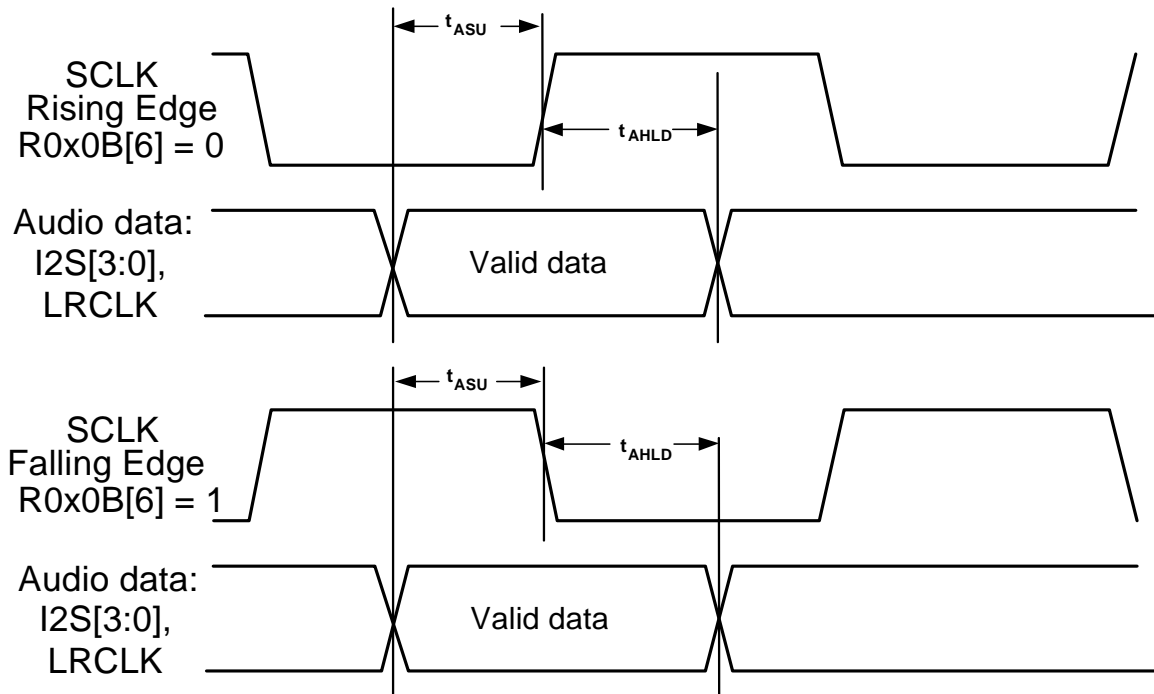 tASU
SCLK
Rising Edge
R0x0B[6] = 0
tAHLD
Audio data:
I2S[3:0],
LRCLK
Valid data
tASU
SCLK
Falling Edge
R0x0B[6] = 1
tAHLD
Audio data:
I2S[3:0],
LRCLK
Valid data